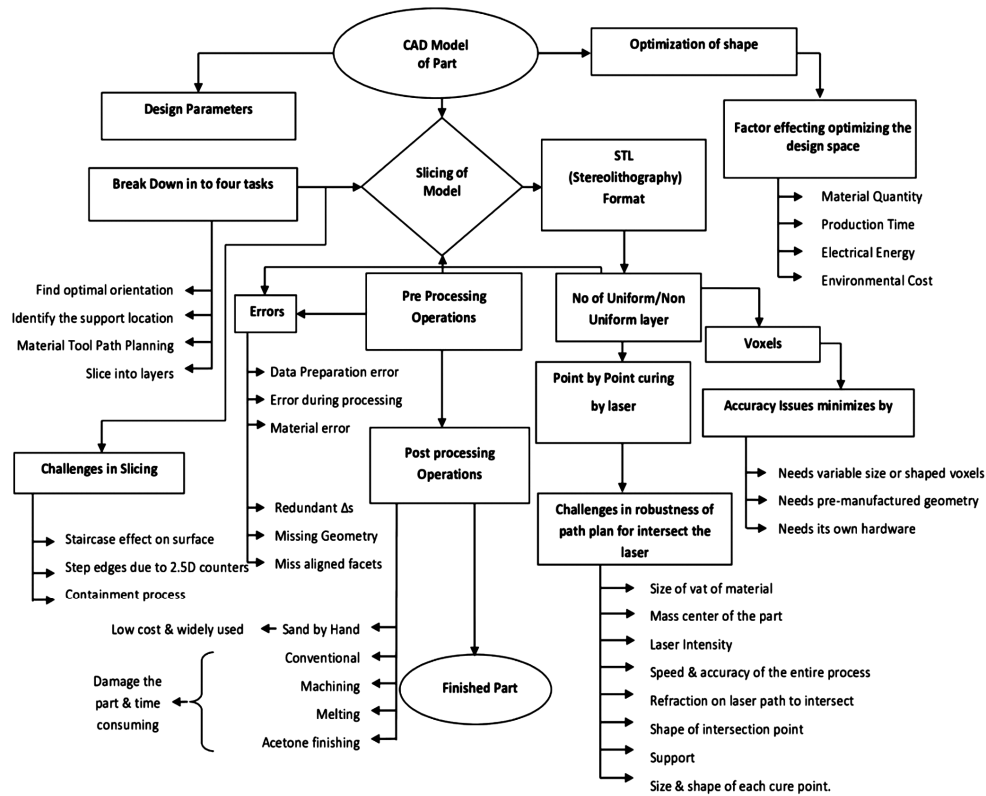 CAD Model
of Part
Optimization of shape
Design Parameters
Factor effecting optimizing the
design space
Material Quantity
Production Time
Electrical Energy
Environmental Cost
Break Down in to four tasks
Slicing of
Model
STL
(Stereolithography)
Format
Find optimal orientation
Identify the support location
Material Tool Path Planning
Slice into layers
Errors
Pre Processing
Operations
No of Uniform/Non
Uniform layer
Voxels
Data Preparation error
Error during processing
Material error
Redundant Δs
Missing Geometry
Miss aligned facets
Point by Point curing
by laser
Accuracy Issues minimizes by
Needs variable size or shaped voxels
Needs pre-manufactured geometry
Needs its own hardware
Challenges in Slicing
Staircase effect on surface
Step edges due to 2.5D counters
Containment process
Post processing
Operations
Challenges in robustness of
path plan for intersect the
laser
Size of vat of material
Mass center of the part
Laser Intensity
Speed & accuracy of the entire process
Refraction on laser path to intersect
Shape of intersection point
Support
Size & shape of each cure point.
Low cost & widely used
Sand by Hand
Conventional
Machining
Melting
Acetone finishing
Damage the
part & time
consuming
Finished Part